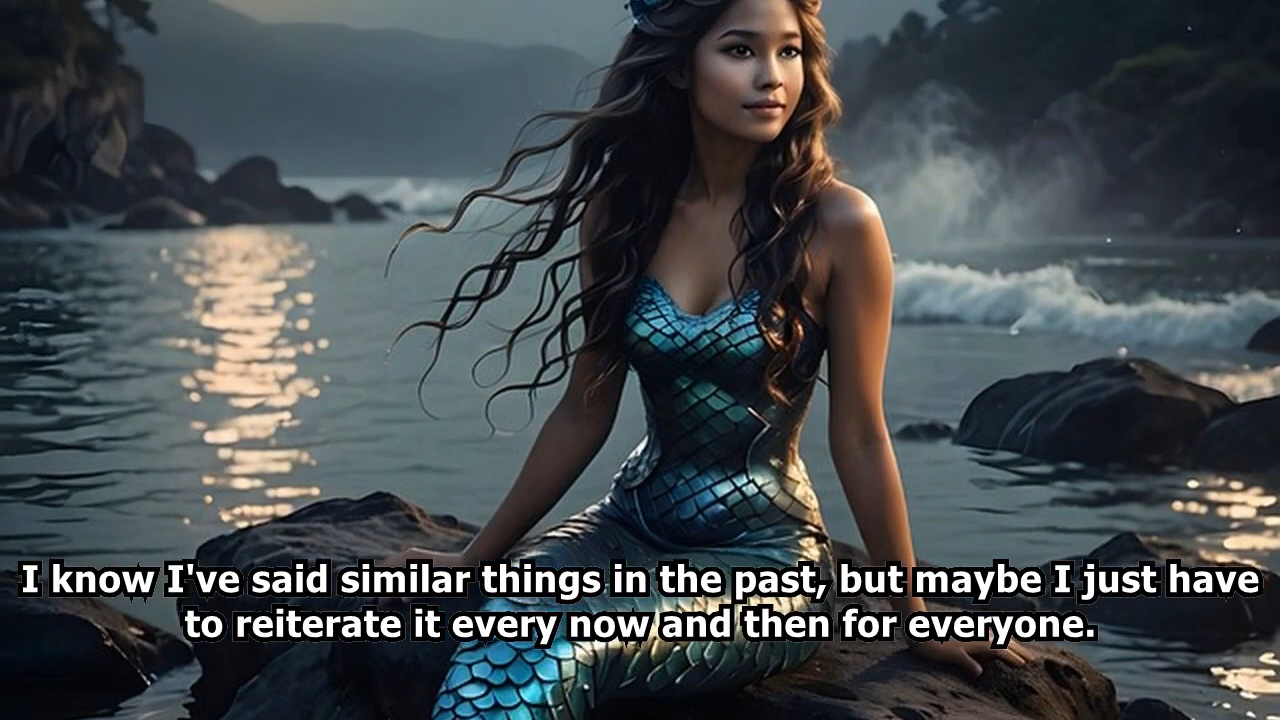 I know I've said similar things in the past, but maybe I just have
to reiterate it every now and then for everyone.